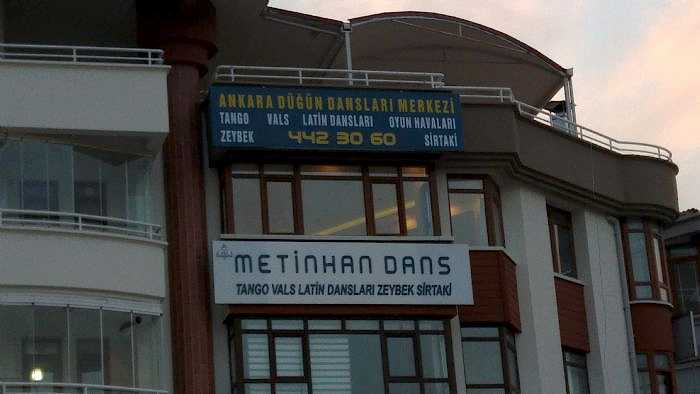 ANKARA DÜĞÜN DANSLARI MERKEZİ
TANGO VALS LATİN DANSLARI OYUN HAVALARI
ZEYBEK 442 30 60 SİRTAKİ
METİNHAN DANS
TANGO VALS LATİN DANSLARI ZEYBEK SİRTAKİ